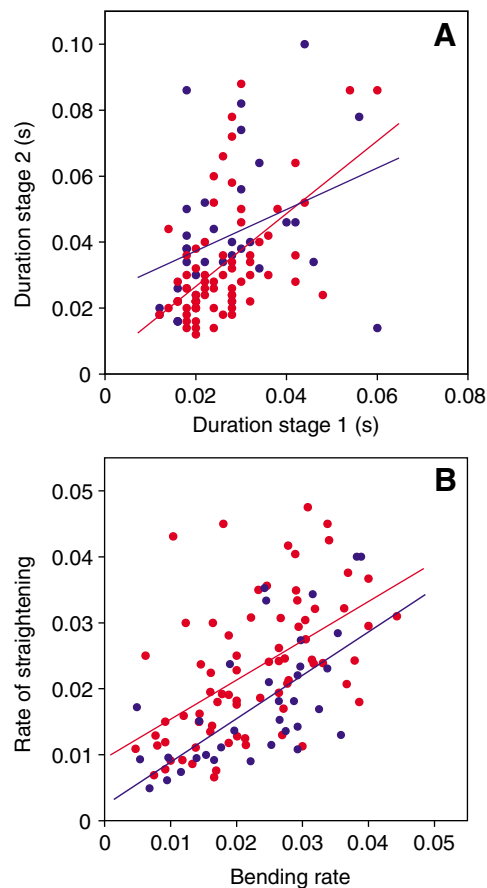 A
0.10
0.08
0.06
0.04
0.02
0
Duration stage 2 (s)
0 0.02 0.04 0.06 0.08
Duration stage 1 (s)
B
0.05
0.04
0.03
0.02
0.01
0
Rate of straightening
0 0.01 0.02 0.03 0.04 0.05
Bending rate